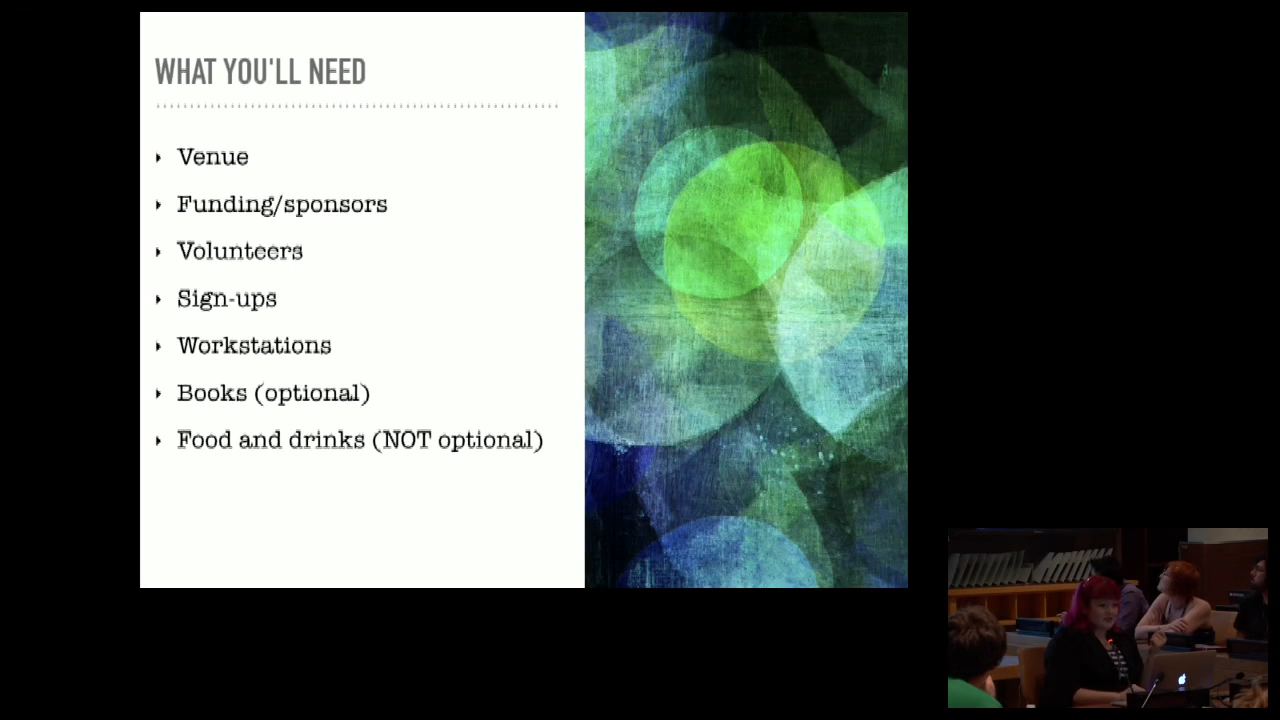 WHAT YOU'LL NEED
Venue
Funding/sponsors
Volunteers
Sign-ups
Workstations
Books (optional)
Food and drinks (NOT optional)